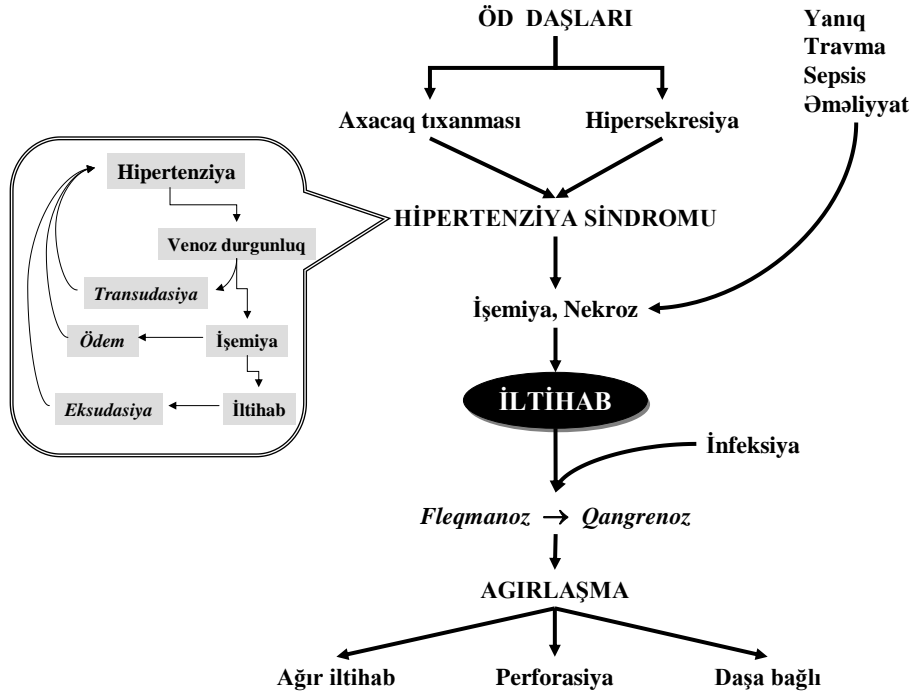 ÖD DAŞLARI
Yanıq
Travma
Sepsis
Əməliyyat
Axacaq tıxanması
Hipersekresiya
HİPERTENZİYA SİNDROMU
Hipertenziya
Venoz durgunluq
Transudasiya
Ödem
İşemiya
Eksudasiya
İltihab
İşemiya, Nekroz
İLTİHAB
İnfeksiya
Fleqmanoz → Qangrenoz
AGIRLAŞMA
Ağır iltihab
Perforasiya
Daşa bağlı